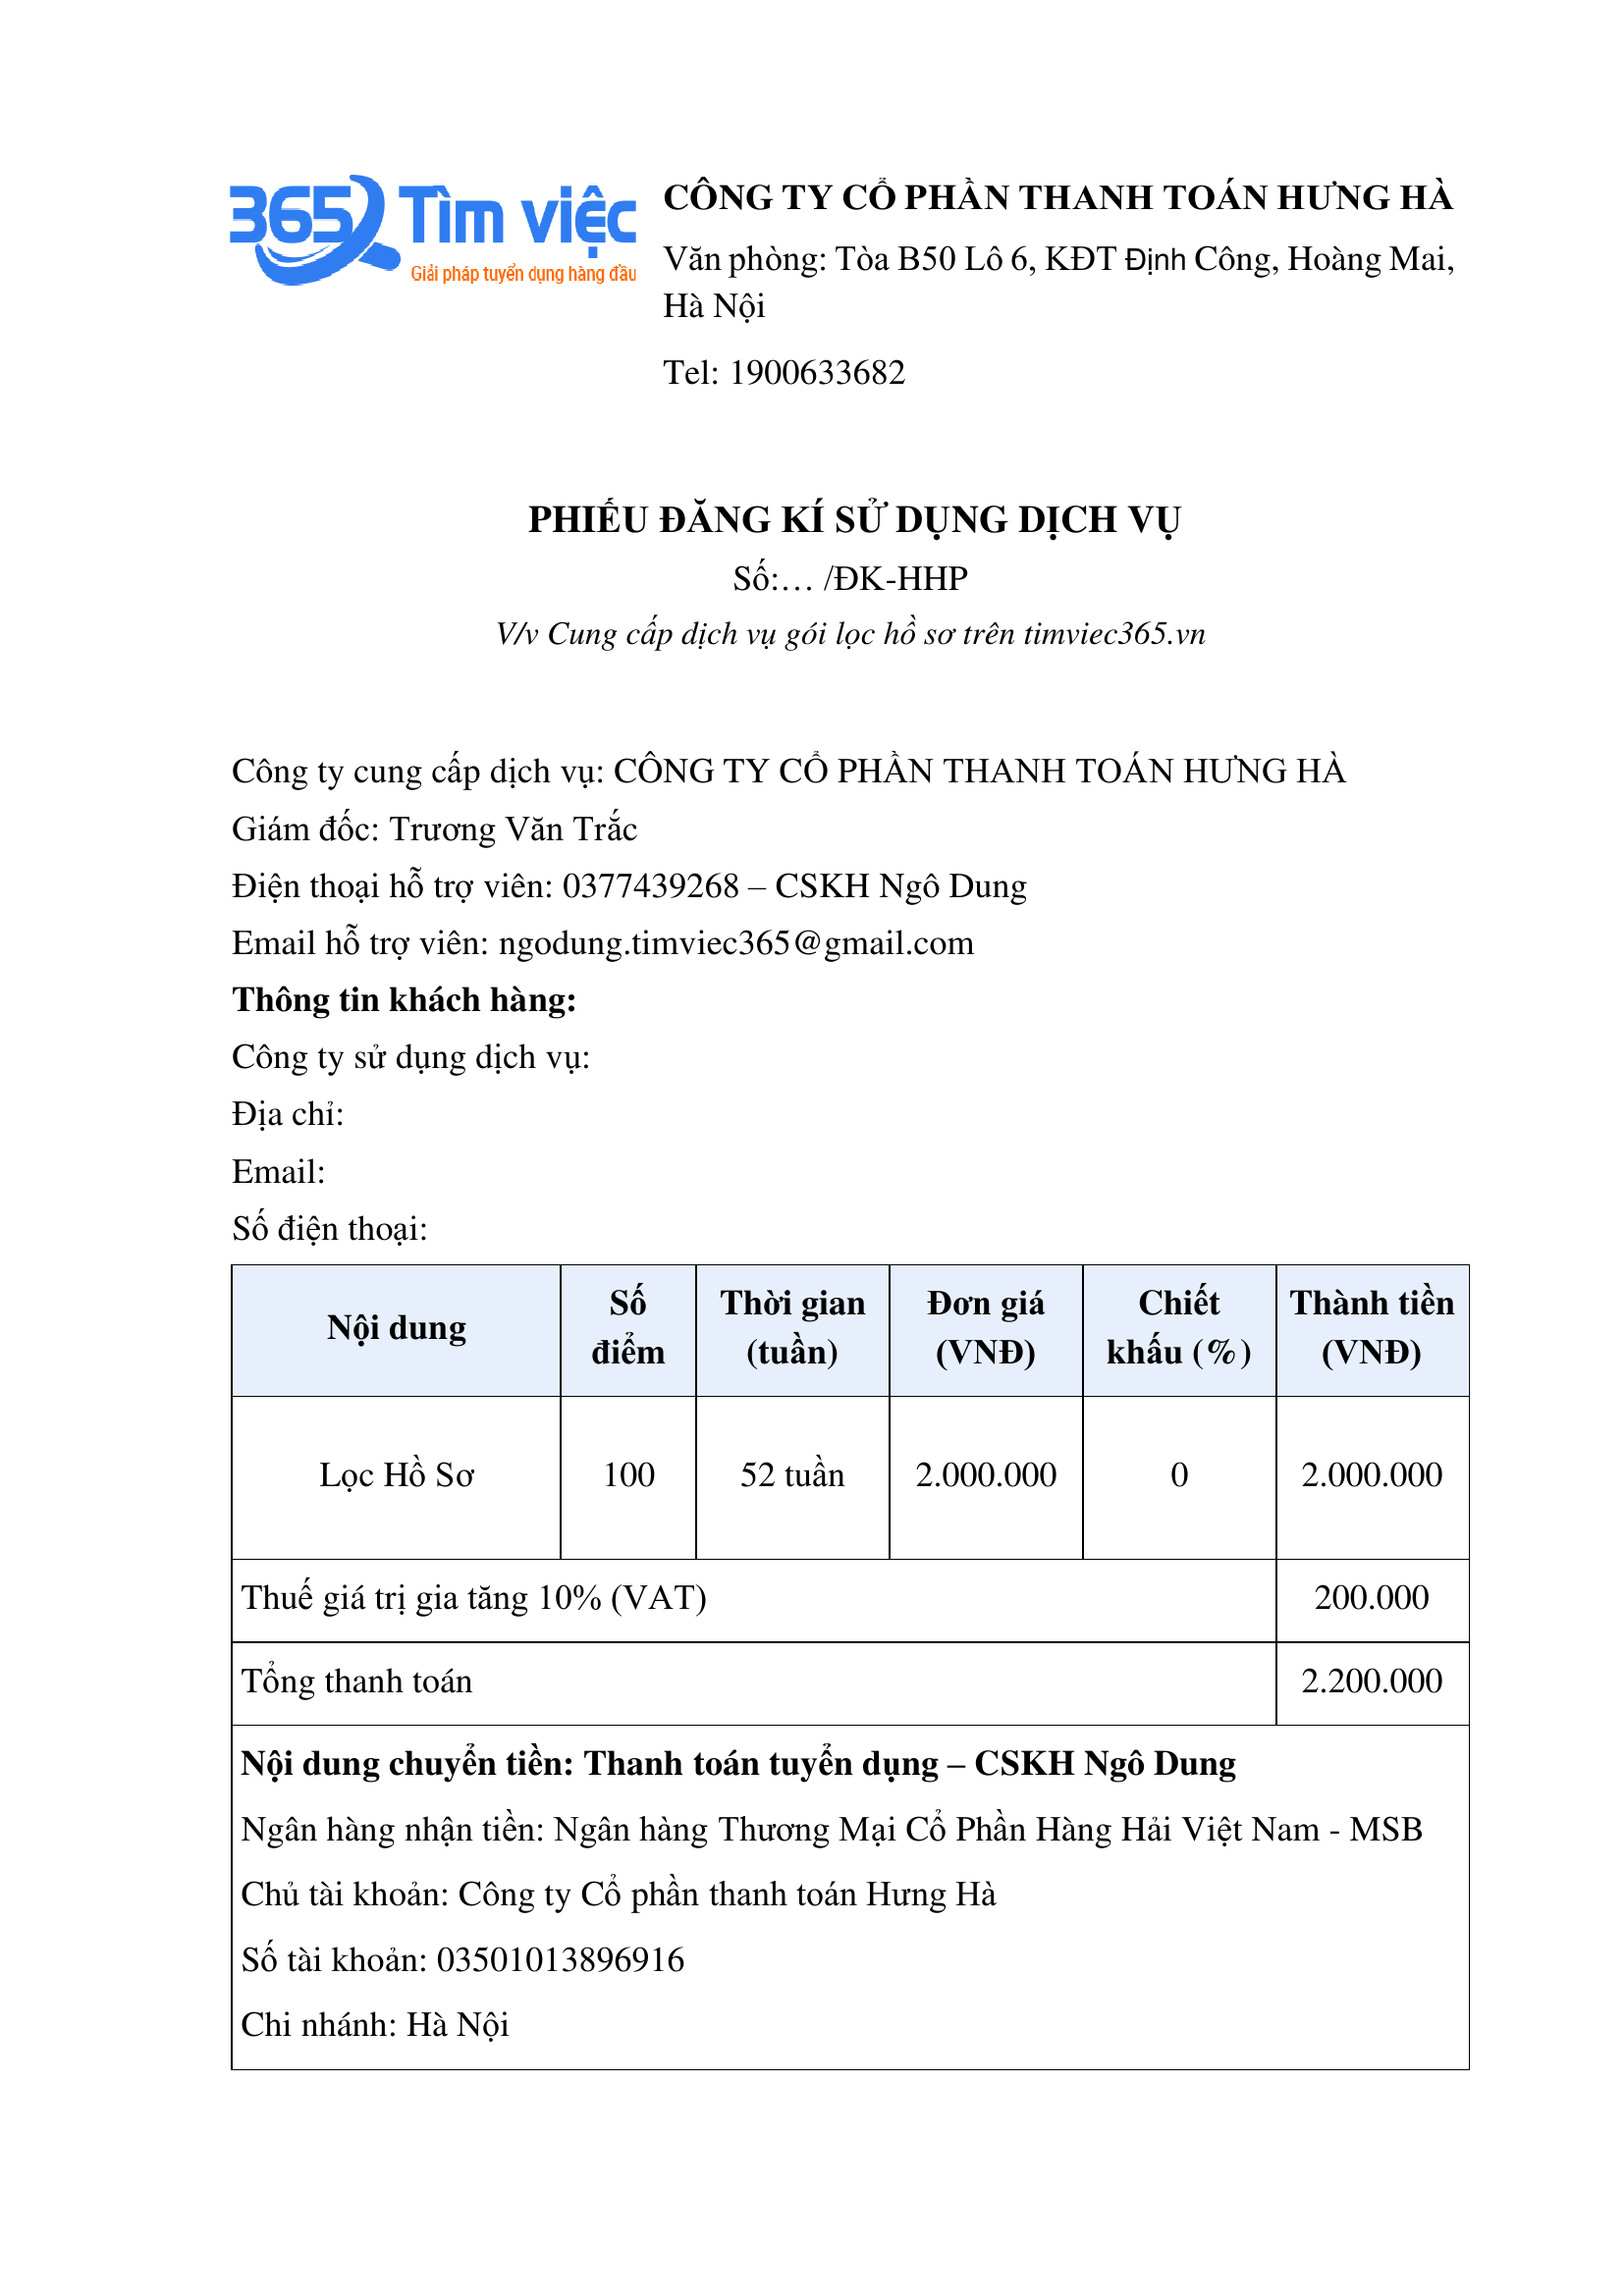 365 Tìm việc
Giải pháp tuyển dụng hàng đầu
CÔNG TY CỔ PHẦN THANH TOÁN HƯNG HÀ
Văn phòng: Tòa B50 Lô 6, KĐT Định Công, Hoàng Mai,
Hà Nội
Tel: 1900633682
PHIẾU ĐĂNG KÍ SỬ DỤNG DỊCH VỤ
Số:… /ĐK-HHP
V/v Cung cấp dịch vụ gói lọc hồ sơ trên timviec365.vn
Công ty cung cấp dịch vụ: CÔNG TY CỔ PHẦN THANH TOÁN HƯNG HÀ
Giám đốc: Trương Văn Trắc
Điện thoại hỗ trợ viên: 0377439268 – CSKH Ngô Dung
Email hỗ trợ viên: ngodung.timviec365@gmail.com
Thông tin khách hàng:
Công ty sử dụng dịch vụ:
Địa chỉ:
Email:
Số điện thoại:
Nội dung Số điểm Thời gian (tuần) Đơn giá (VNĐ) Chiết khấu (%) Thành tiền (VNĐ)
Lọc Hồ Sơ 100 52 tuần 2.000.000 0 2.000.000
Thuế giá trị gia tăng 10% (VAT) 200.000
Tổng thanh toán 2.200.000
Nội dung chuyển tiền: Thanh toán tuyển dụng – CSKH Ngô Dung
Ngân hàng nhận tiền: Ngân hàng Thương Mại Cổ Phần Hàng Hải Việt Nam - MSB
Chủ tài khoản: Công ty Cổ phần thanh toán Hưng Hà
Số tài khoản: 03501013896916
Chi nhánh: Hà Nội